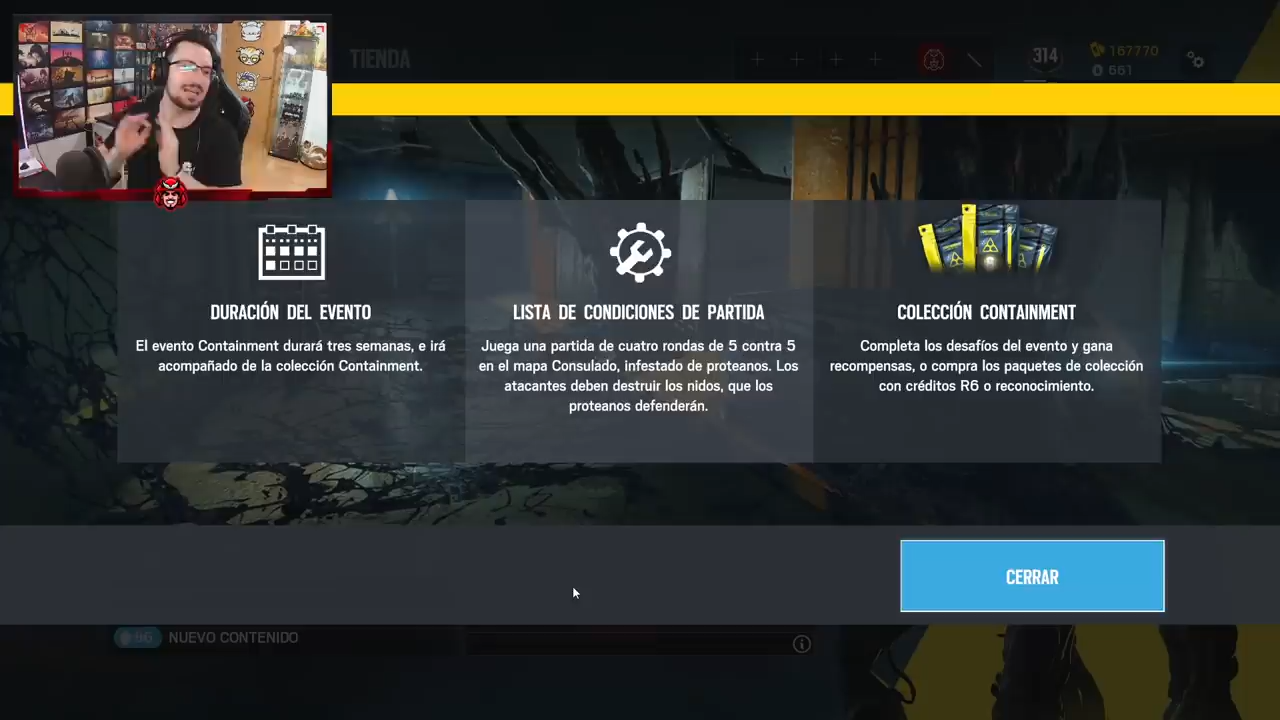 TIENDA
314
167770
661
DURACIÓN DEL EVENTO
El evento Containment durará tres semanas, e irá
acompañado de la colección Containment.
LISTA DE CONDICIONES DE PARTIDA
Juega una partida de cuatro rondas de 5 contra 5
en el mapa Consulado, infestado de proteanos. Los
atacantes deben destruir los nidos, que los
proteanos defenderán.
COLECCIÓN CONTAINMENT
Completa los desafíos del evento y gana
recompensas, o compra los paquetes de colección
con créditos R6 o reconocimiento.
CERRAR
96 NUEVO CONTENIDO